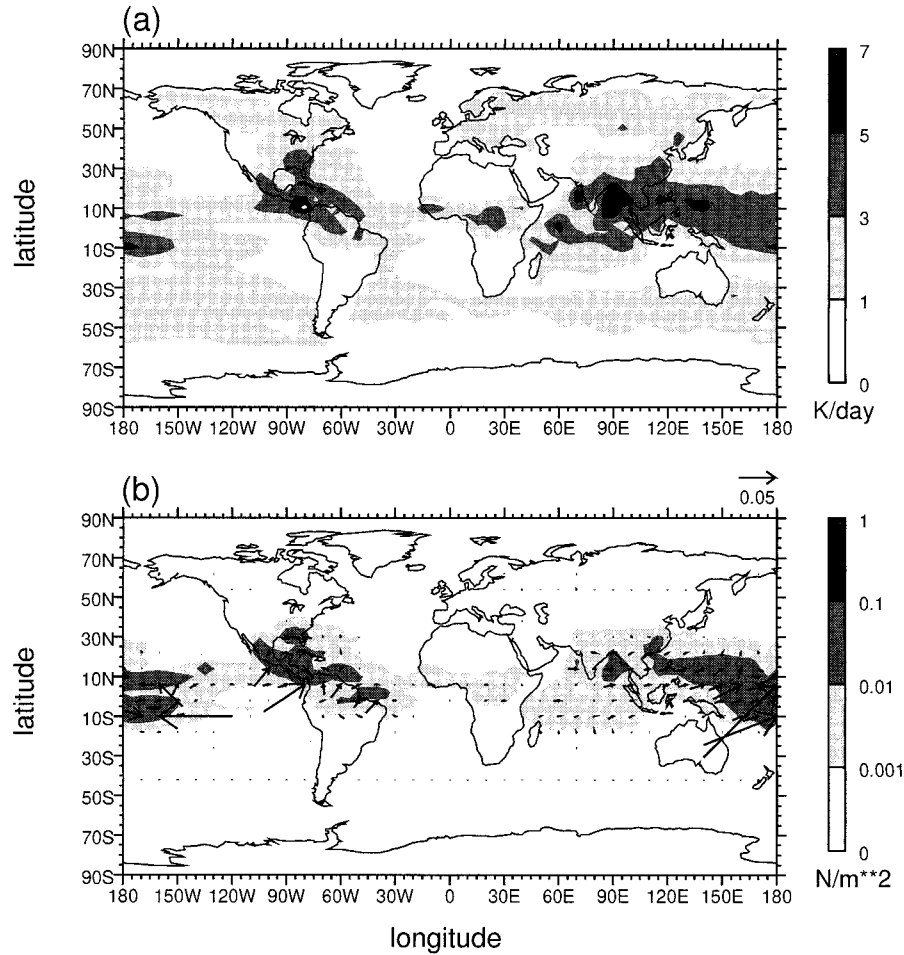 (a)
90N
70N
50N
30N
10N
10S
30S
50S
70S
90S
latitude
180 150W 120W 90W 60W 30W 0 30E 60E 90E 120E 150E 180
7
5
3
1
0
K/day
(b)
0.05
90N
70N
50N
30N
10N
10S
30S
50S
70S
90S
latitude
180 150W 120W 90W 60W 30W 0 30E 60E 90E 120E 150E 180
longitude
1
0.1
0.01
0.001
0
N/m**2